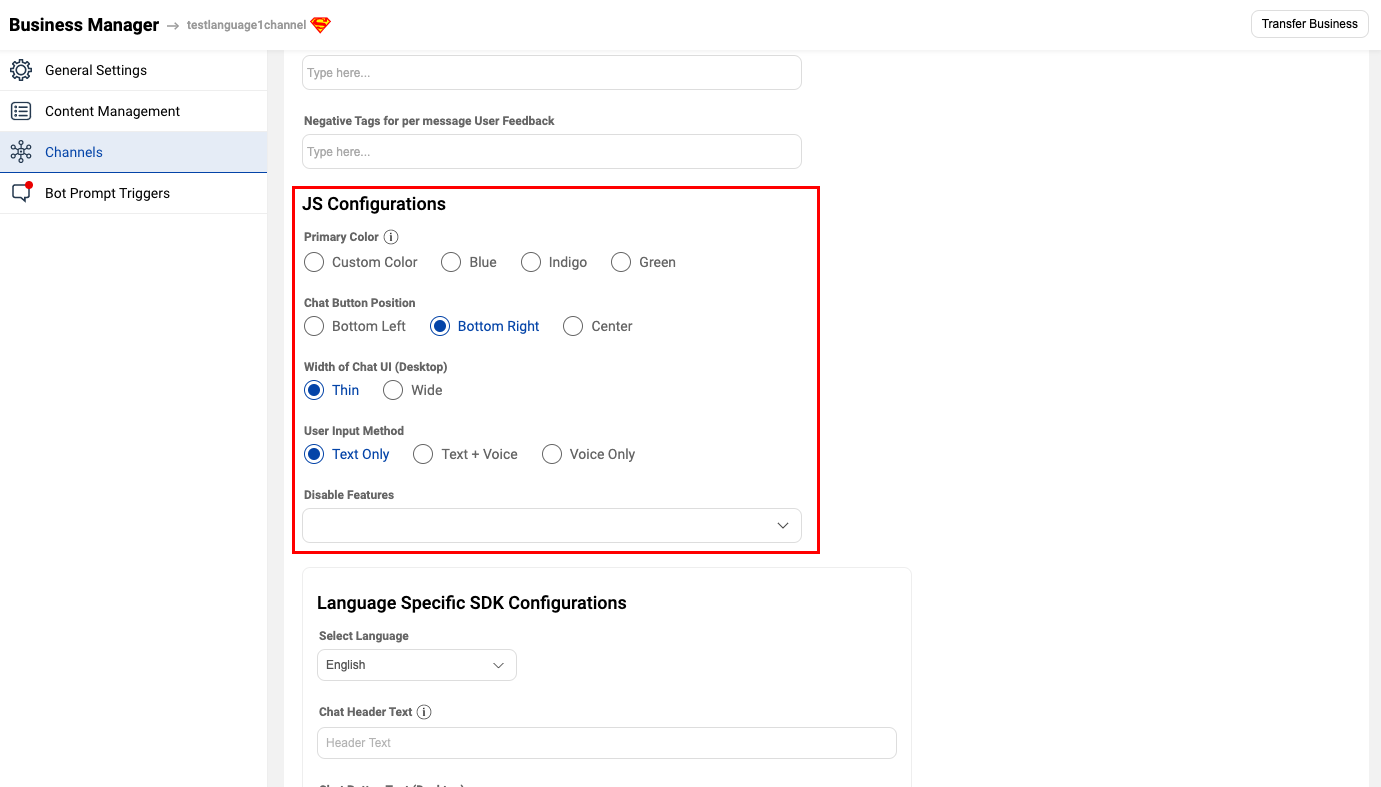 Business Manager → testlanguage1channel
Transfer Business
General Settings
Content Management
Channels
Bot Prompt Triggers
Type here...
Negative Tags for per message User Feedback
Type here...
JS Configurations
Primary Color
Custom Color Blue Indigo Green
Chat Button Position
Bottom Left Bottom Right Center
Width of Chat UI (Desktop)
Thin Wide
User Input Method
Text Only Text + Voice Voice Only
Disable Features
Language Specific SDK Configurations
Select Language
English
Chat Header Text
Header Text